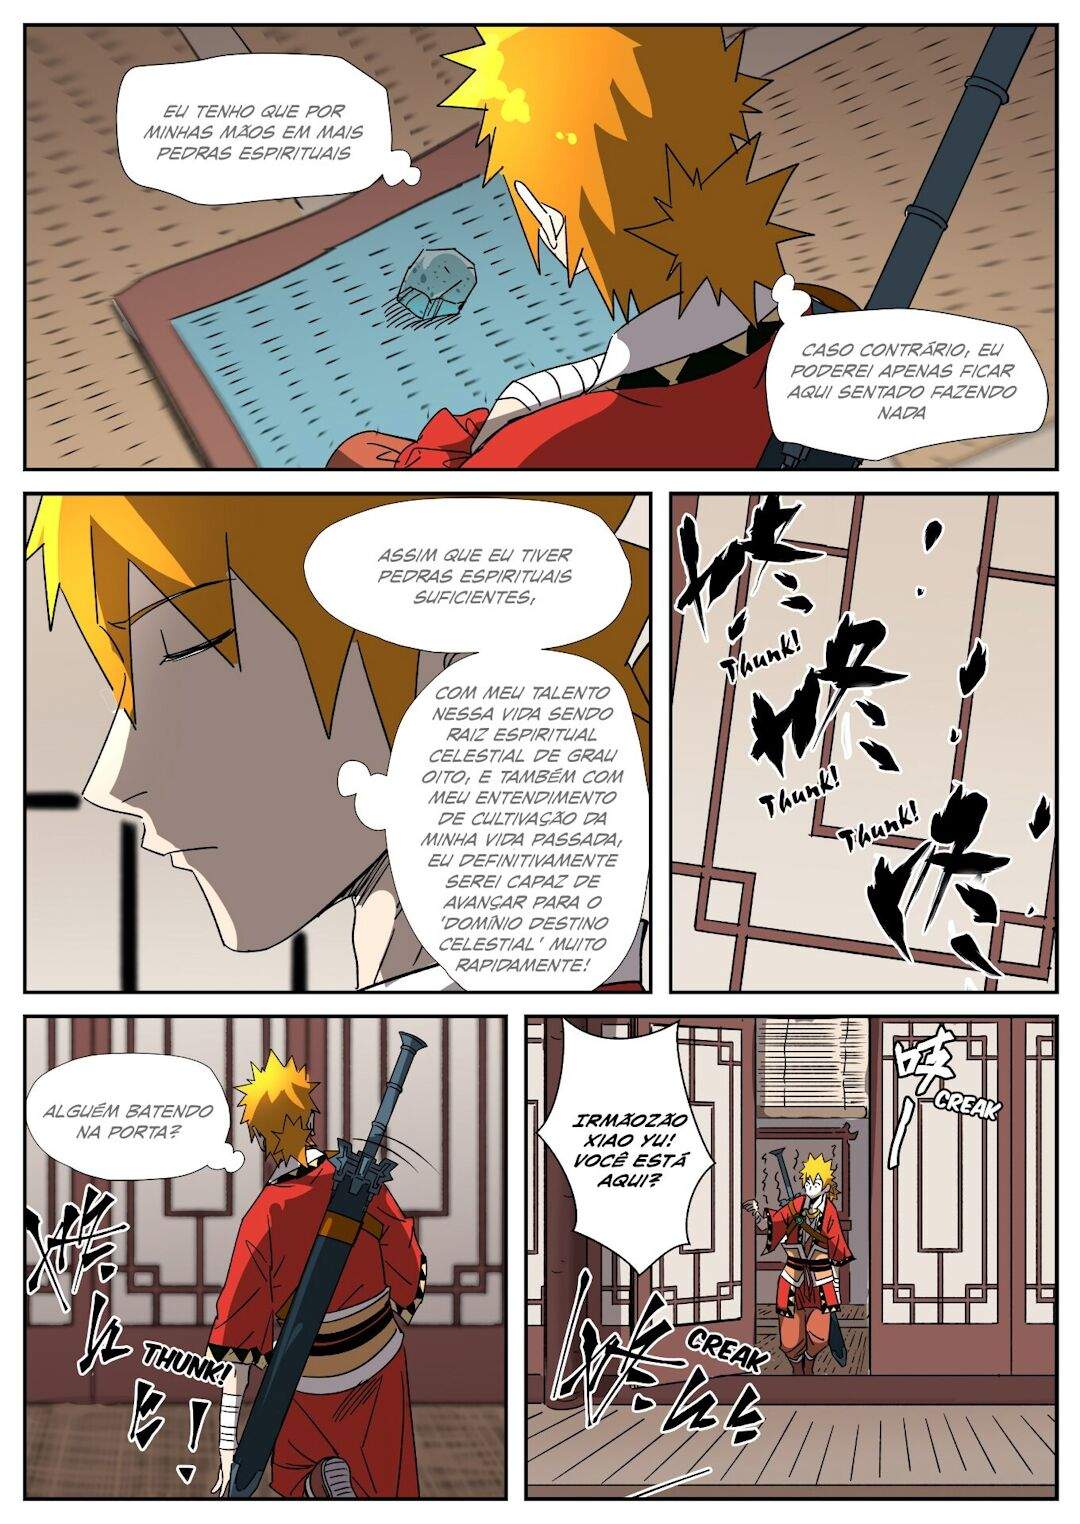 EU TENHO QUE POR
MINHAS MÃOS EM MAIS
PEDRAS ESPIRITUAIS
CASO CONTRÁRIO, EU
PODEREI APENAS FICAR
AQUI SENTADO FAZENDO
NADA
ASSIM QUE EU TIVER
PEDRAS ESPIRITUAIS
SUFICIENTES,
COM MEU TALENTO
NESSA VIDA SENDO
RAIZ ESPIRITUAL
CELESTIAL DE GRAU
OITO, E TAMBÉM COM
MEU ENTENDIMENTO
DE CULTIVAÇÃO DA
MINHA VIDA PASSADA,
EU DEFINITIVAMENTE
SEREI CAPAZ DE
AVANÇAR PARA O
'DOMÍNIO DESTINO
CELESTIAL' MUITO
RAPIDAMENTE!
Thunk!
Thunk!
Thunk!
ALGUÉM BATENDO
NA PORTA?
THUNK!
IRMÃOZÃO
XIAO YU!
VOCÊ ESTÁ
AQUI?
CREAK
CREAK